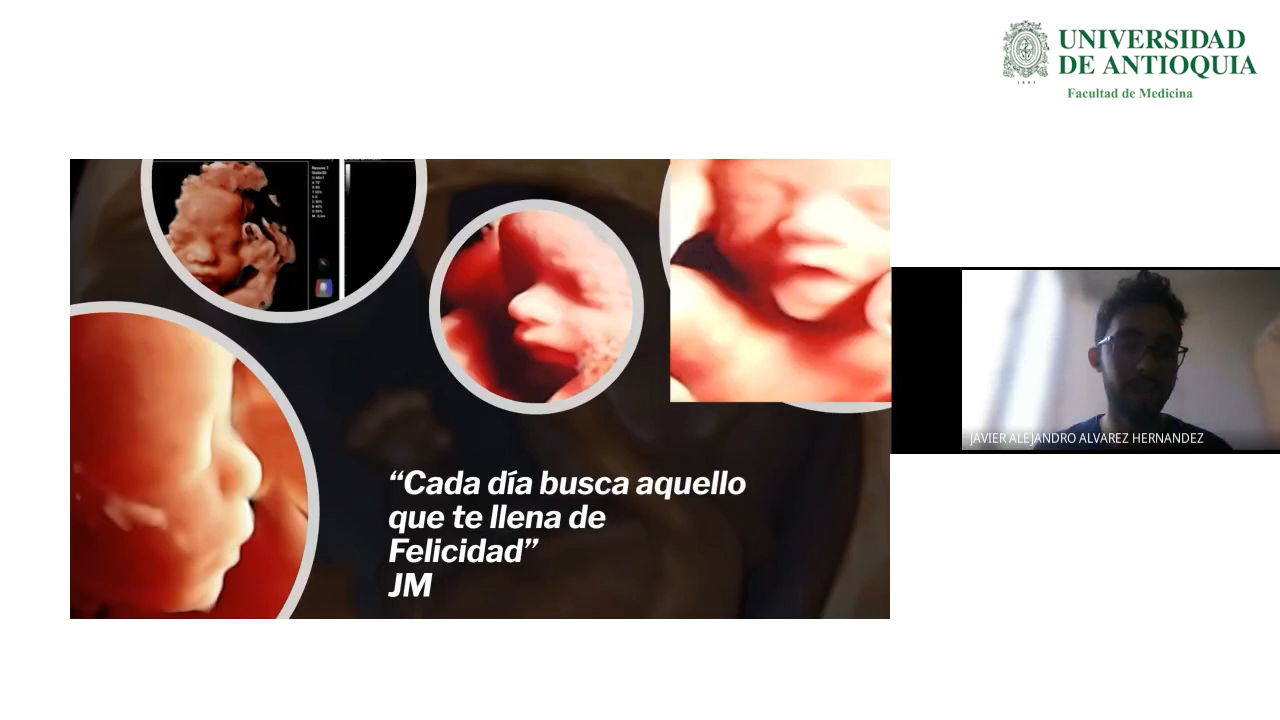 UNIVERSIDAD
DE ANTIOQUIA
1803
Facultad de Medicina
“Cada día busca aquello
que te llena de
Felicidad”
JM
JAVIER ALEJANDRO ALVAREZ HERNANDEZ